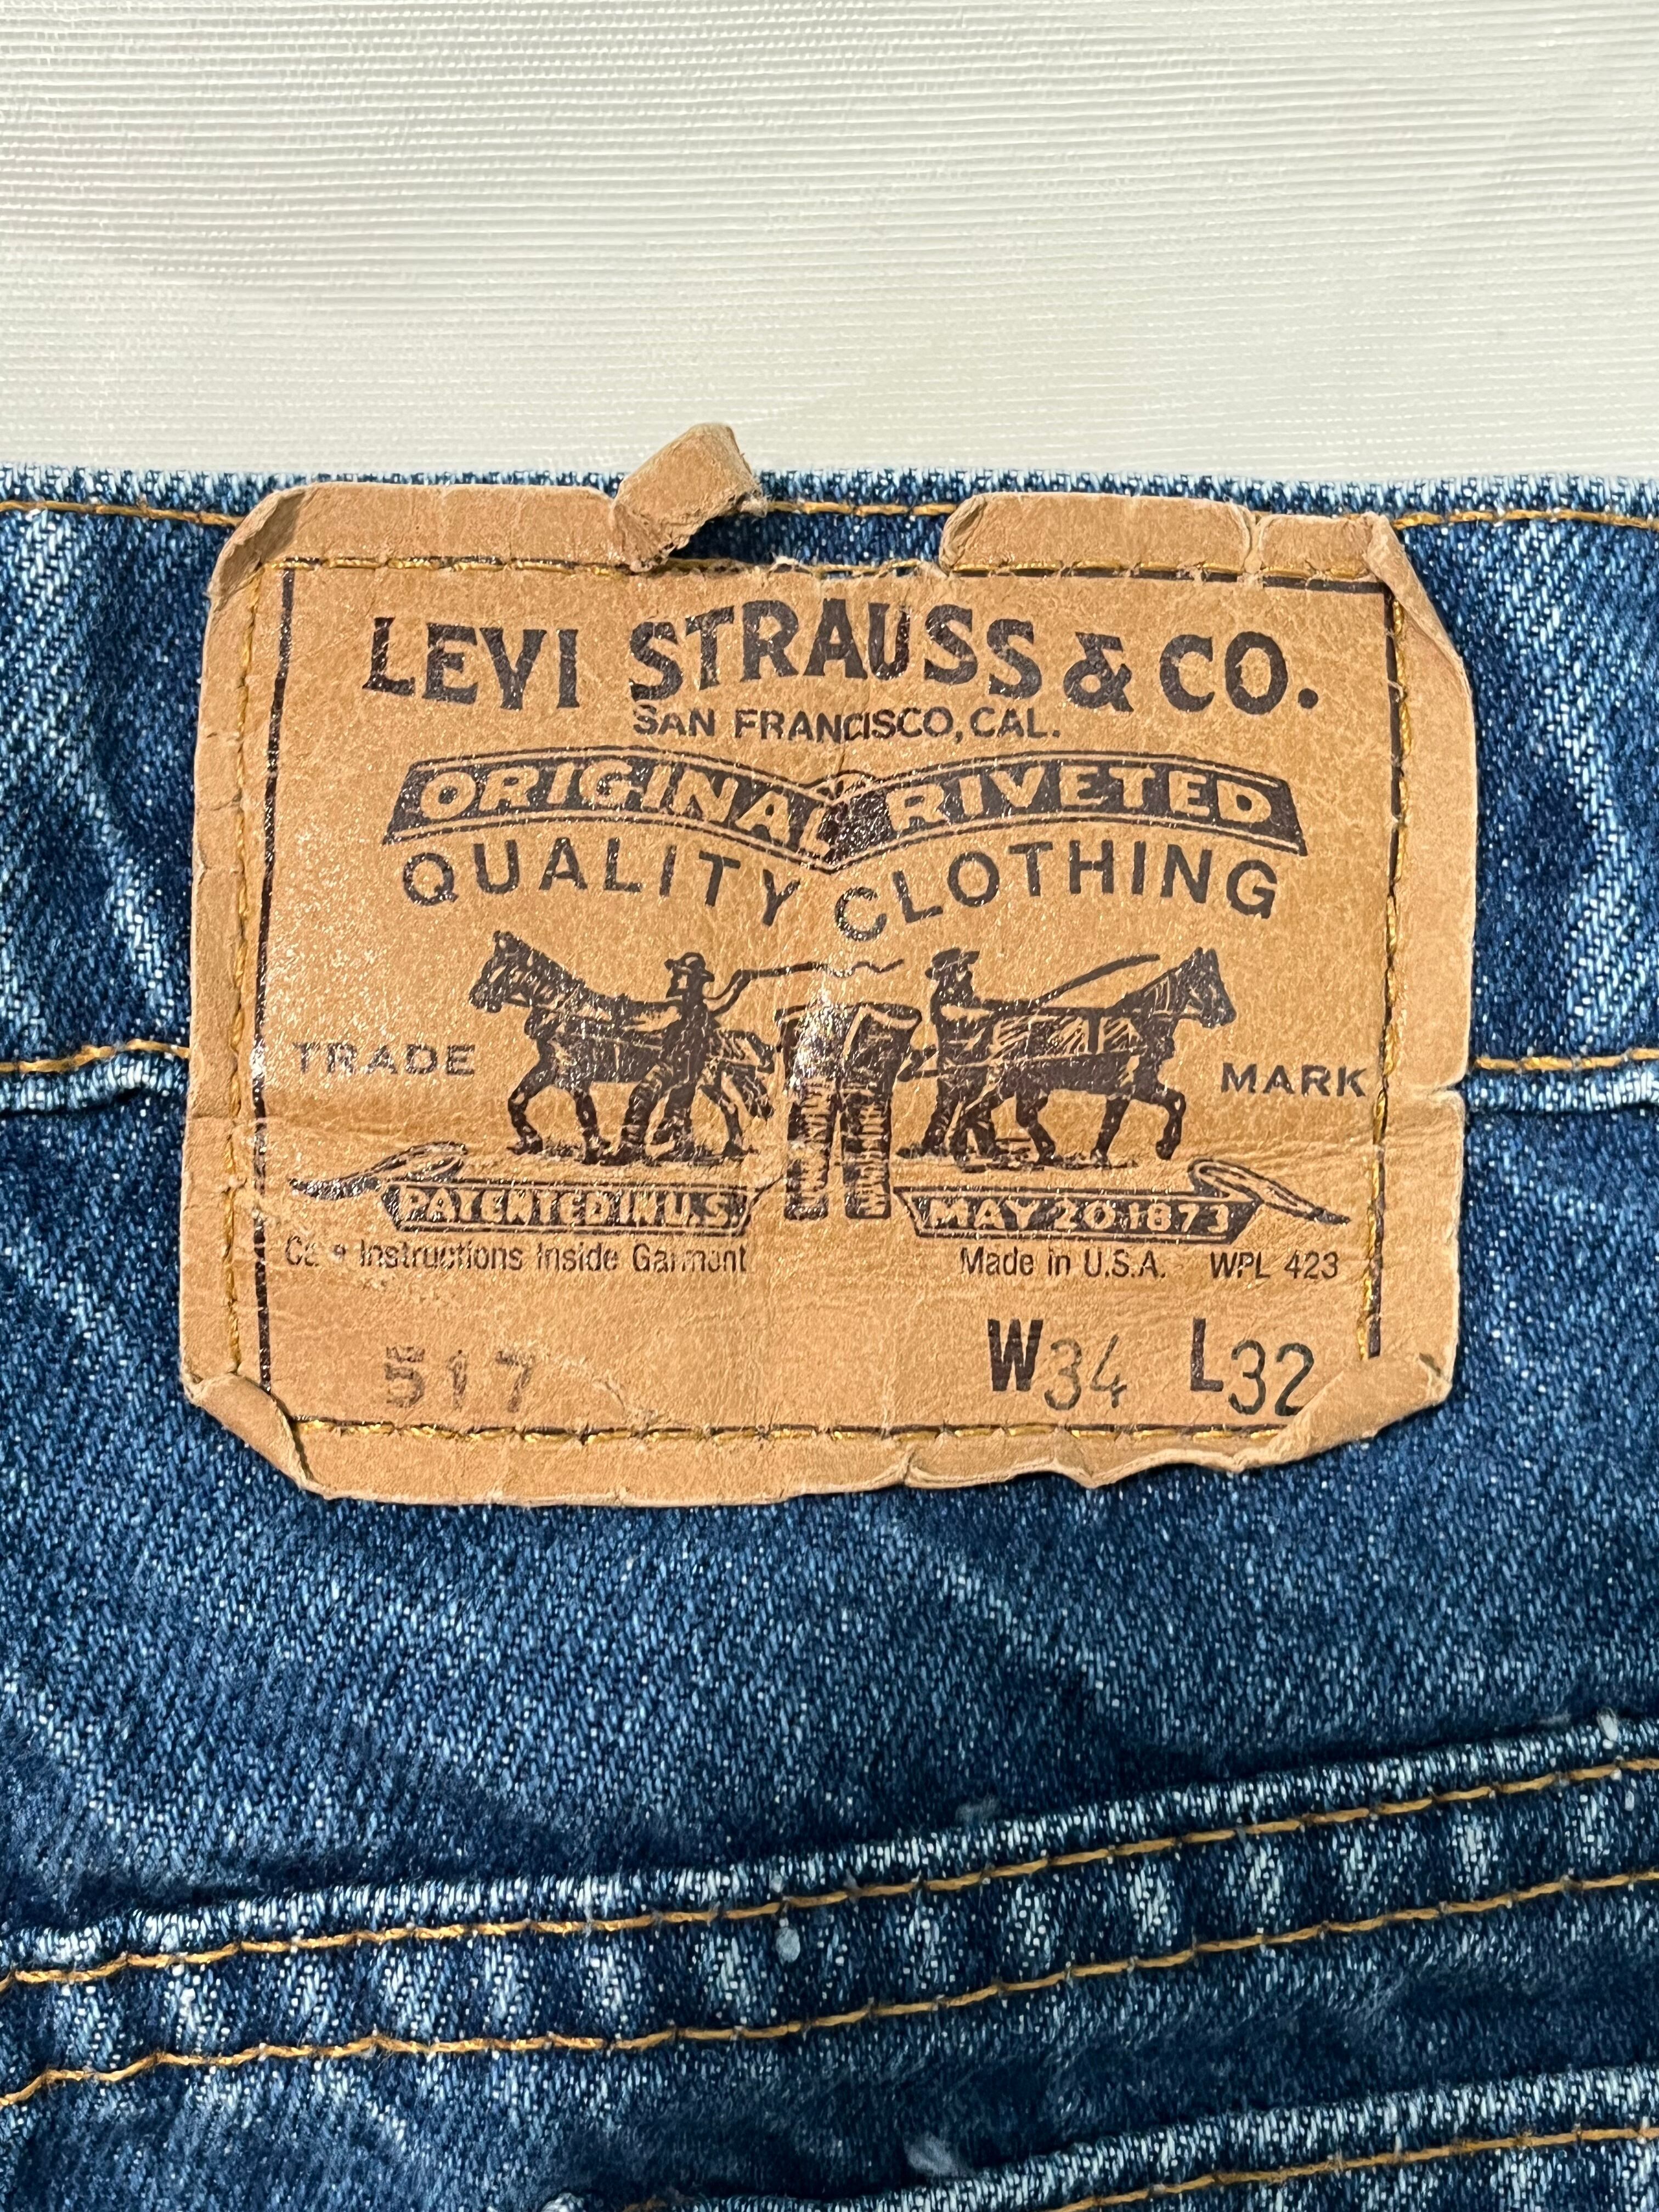 LEVI STRAUSS & CO.
SAN FRANCISCO, CAL.
ORIGINAL RIVETED
QUALITY CLOTHING
TRADE MARK
PATENTED IN U.S. MAY 20 1873
Care Instructions Inside Garment Made in U.S.A. WPL 423
517 W34 L32